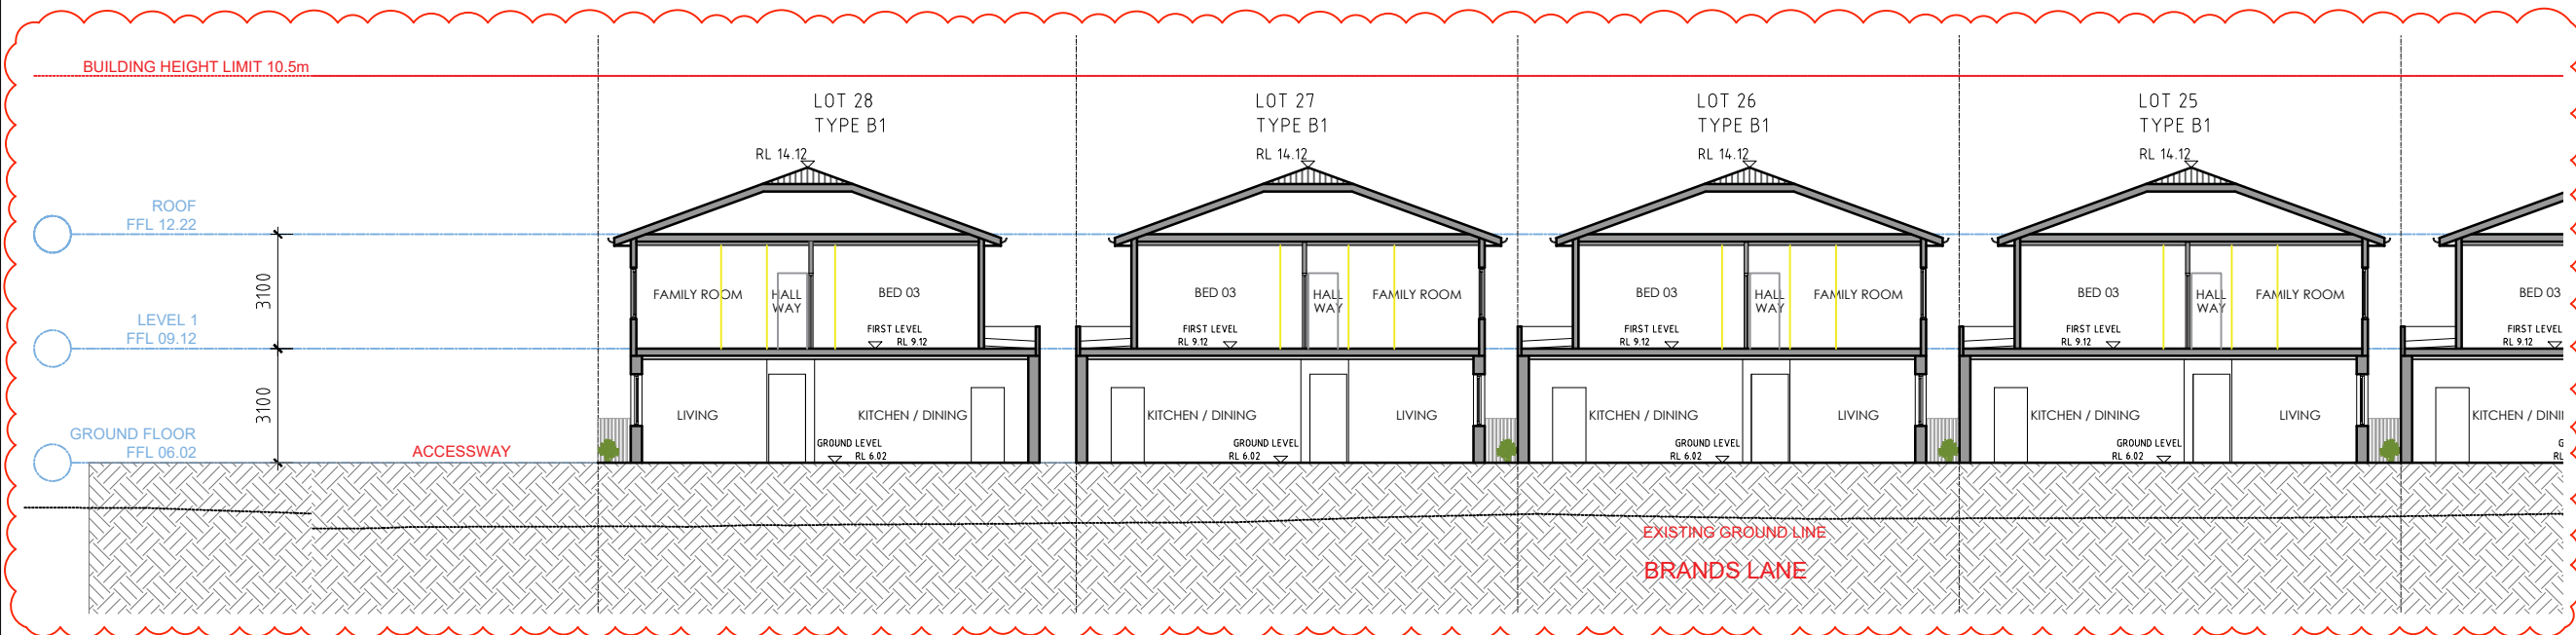 BUILDING HEIGHT LIMIT 10.5m
LOT 28
TYPE B1
RL 14.12
LOT 27
TYPE B1
RL 14.12
LOT 26
TYPE B1
RL 14.12
LOT 25
TYPE B1
RL 14.12
ROOF
FFL 12.22
3100
LEVEL 1
FFL 09.12
3100
GROUND FLOOR
FFL 06.02
ACCESSWAY
FAMILY ROOM
HALL
WAY
BED 03
FIRST LEVEL
RL 9.12
LIVING
KITCHEN / DINING
GROUND LEVEL
RL 6.02
BED 03
HALL
WAY
FAMILY ROOM
FIRST LEVEL
RL 9.12
KITCHEN / DINING
LIVING
GROUND LEVEL
RL 6.02
BED 03
HALL
WAY
FAMILY ROOM
FIRST LEVEL
RL 9.12
KITCHEN / DINING
LIVING
GROUND LEVEL
RL 6.02
BED 03
HALL
WAY
FAMILY ROOM
FIRST LEVEL
RL 9.12
KITCHEN / DINING
LIVING
GROUND LEVEL
RL 6.02
BED 03
FIRST LEVEL
RL 9.12
KITCHEN / DINI
G
RL
EXISTING GROUND LINE
BRANDS LANE